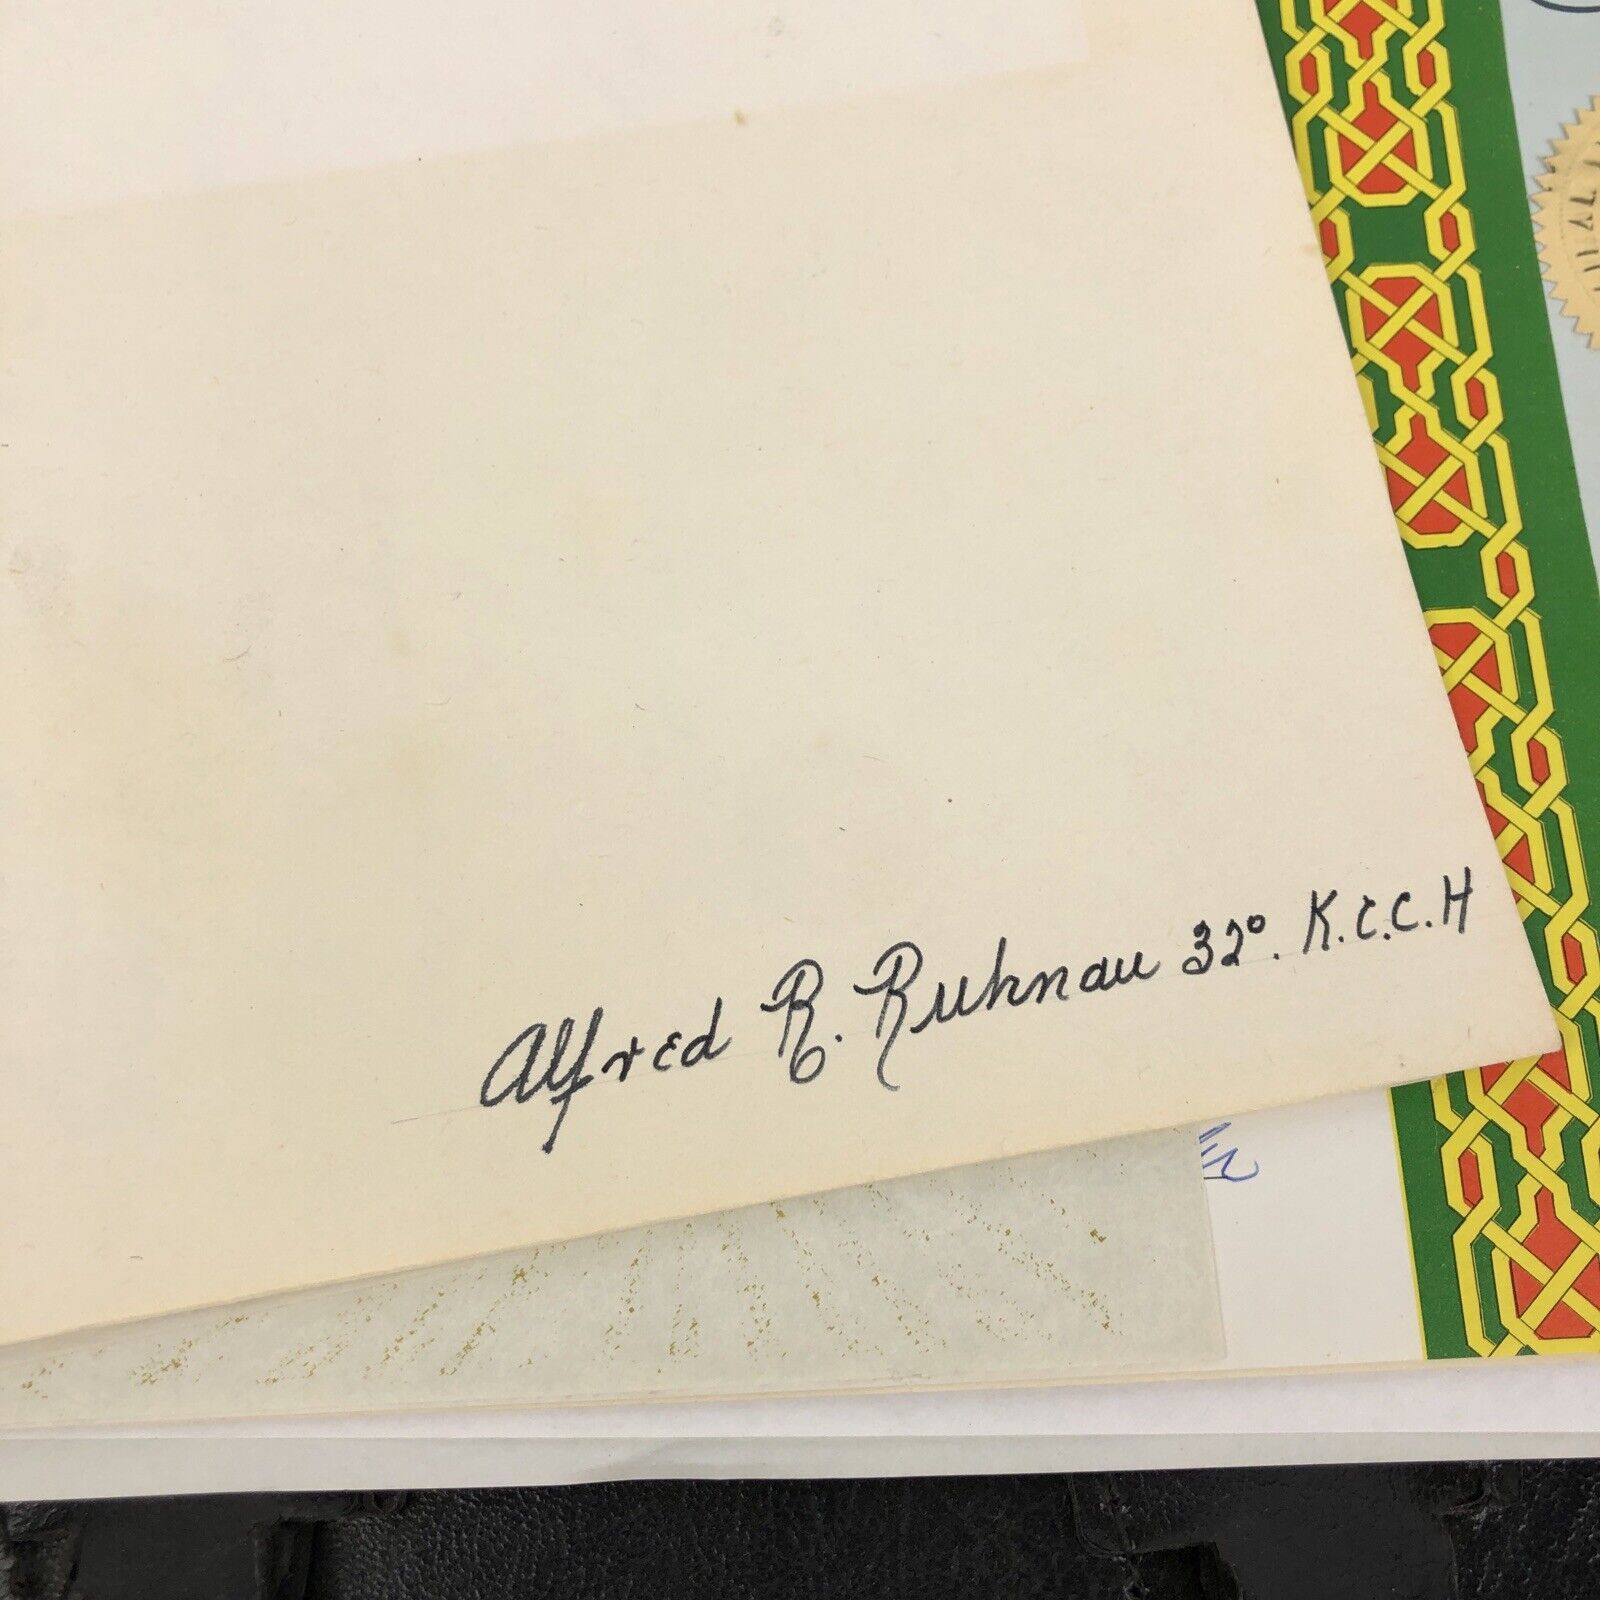 Alfred R. Ruhnau 32°. K.C.C.H